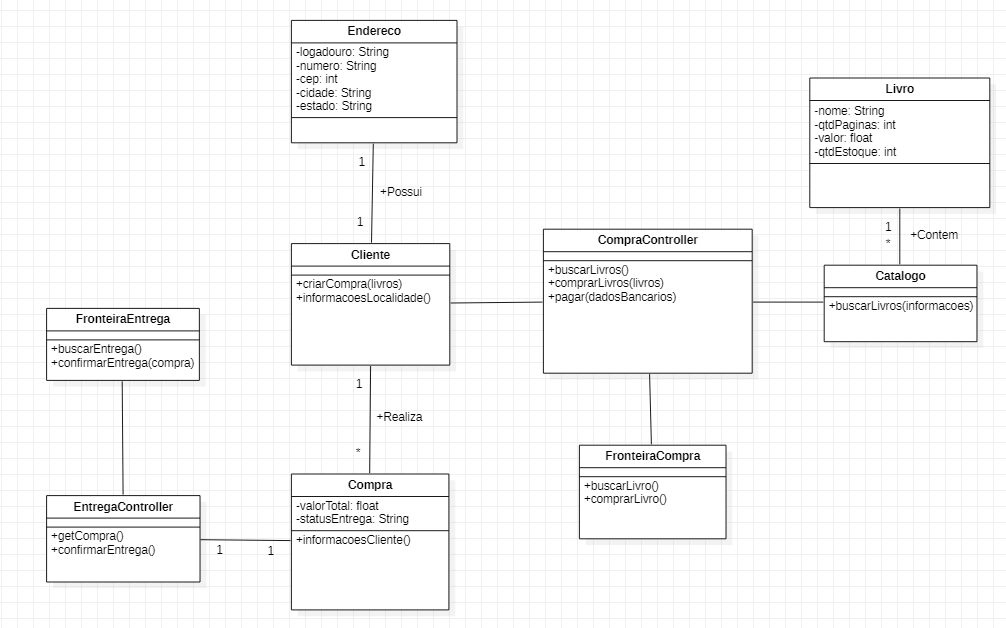 Endereco
-logadouro: String
-numero: String
-cep: int
-cidade: String
-estado: String
1
+Possui
1
Livro
-nome: String
-qtdPaginas: int
-valor: float
-qtdEstoque: int
1
*
+Contem
Catalogo
+buscarLivros(informacoes)
CompraController
+buscarLivros()
+comprarLivros(livros)
+pagar(dadosBancarios)
Cliente
+criarCompra(livros)
+informacoesLocalidade()
1
+Realiza
*
FronteiraEntrega
+buscarEntrega()
+confirmarEntrega(compra)
FronteiraCompra
+buscarLivro()
+comprarLivro()
EntregaController
+getCompra()
+confirmarEntrega()
1
1
Compra
-valorTotal: float
-statusEntrega: String
+informacoesCliente()